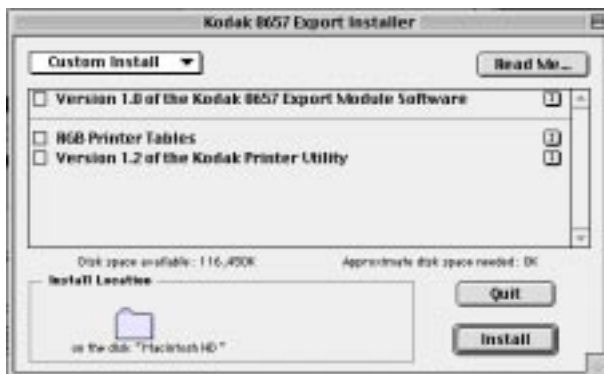 Kodak 8657 Export Installer
Custom Install
Read Me...
Version 1.0 of the Kodak 8657 Export Module Software
RGB Printer Tables
Version 1.2 of the Kodak Printer Utility
Disk space available: 116,450K
Approximate disk space needed: 0K
Install Location
on the disk "Macintosh HD"
Quit
Install